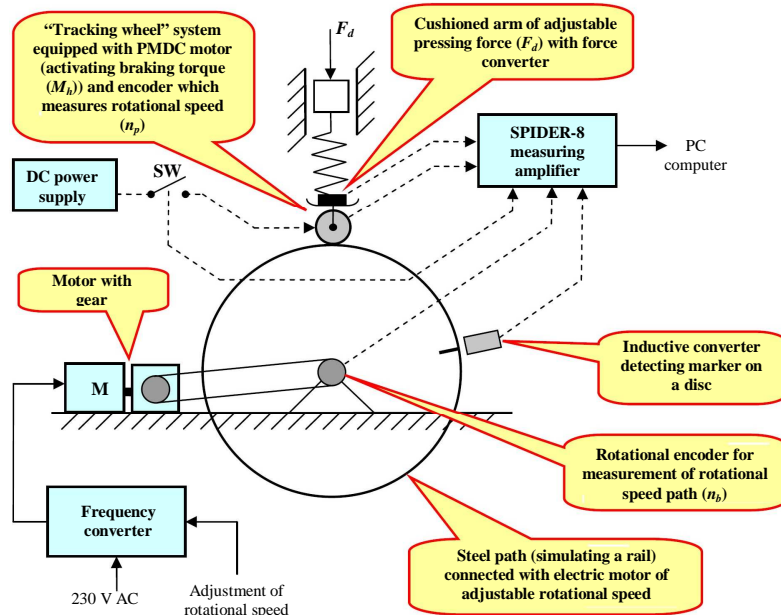 “Tracking wheel” system
equipped with PMDC motor
(activating braking torque
(Mh)) and encoder which
measures rotational speed
(np)
Fd
Cushioned arm of adjustable
pressing force (Fd) with force
converter
DC power
supply
SW
SPIDER-8
measuring
amplifier
PC
computer
Motor with
gear
M
Inductive converter
detecting marker on
a disc
Rotational encoder for
measurement of rotational
speed path (nb)
Frequency
converter
Steel path (simulating a rail)
connected with electric motor of
adjustable rotational speed
230 V AC
Adjustment of
rotational speed